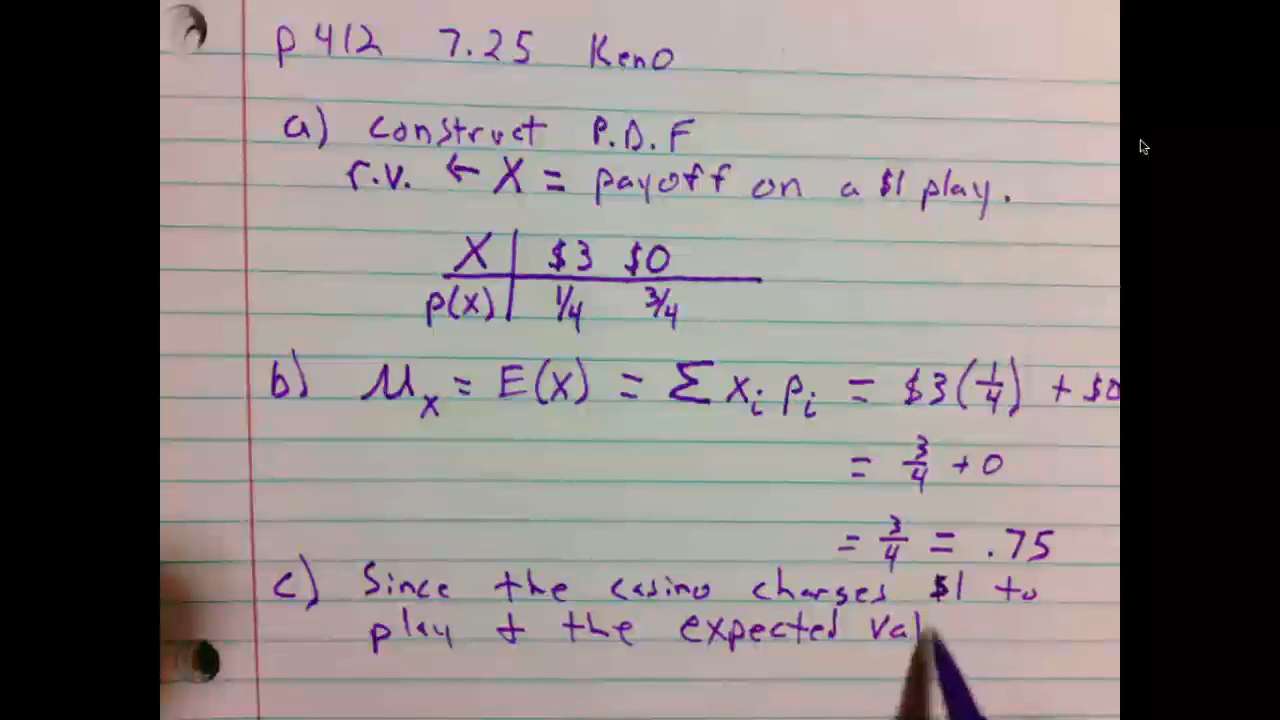 p 412 7.25 Keno
a) construct P.D.F
r.v. ← X = payoff on a $1 play.
X | $3 $0
p(x) | 1/4 3/4
b) μx = E(X) = Σ xi pi = $3(1/4) + $0
= 3/4 + 0
= 3/4 = .75
c) Since the casino charges $1 to
play + the expected val